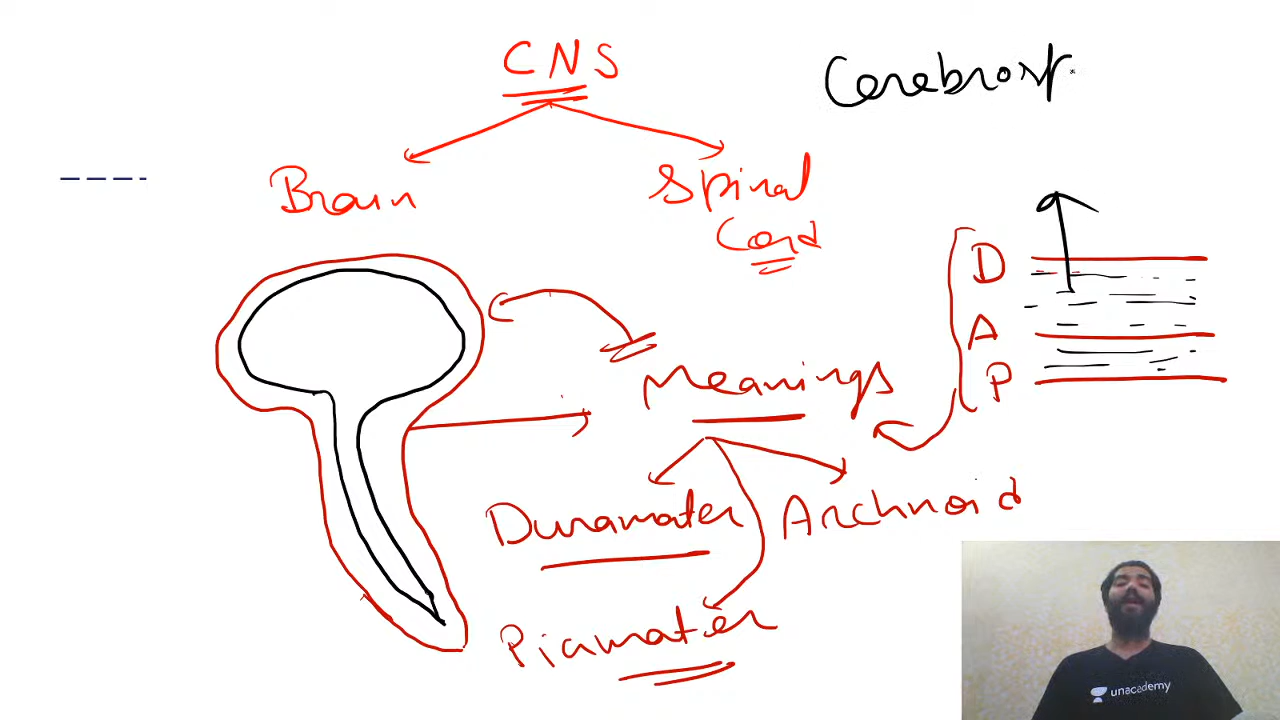 CNS
Cerebrosp
Brain
Spinal
Cord
D
A
P
Meanings
Duramater
Archnoid
Piamater
unacademy